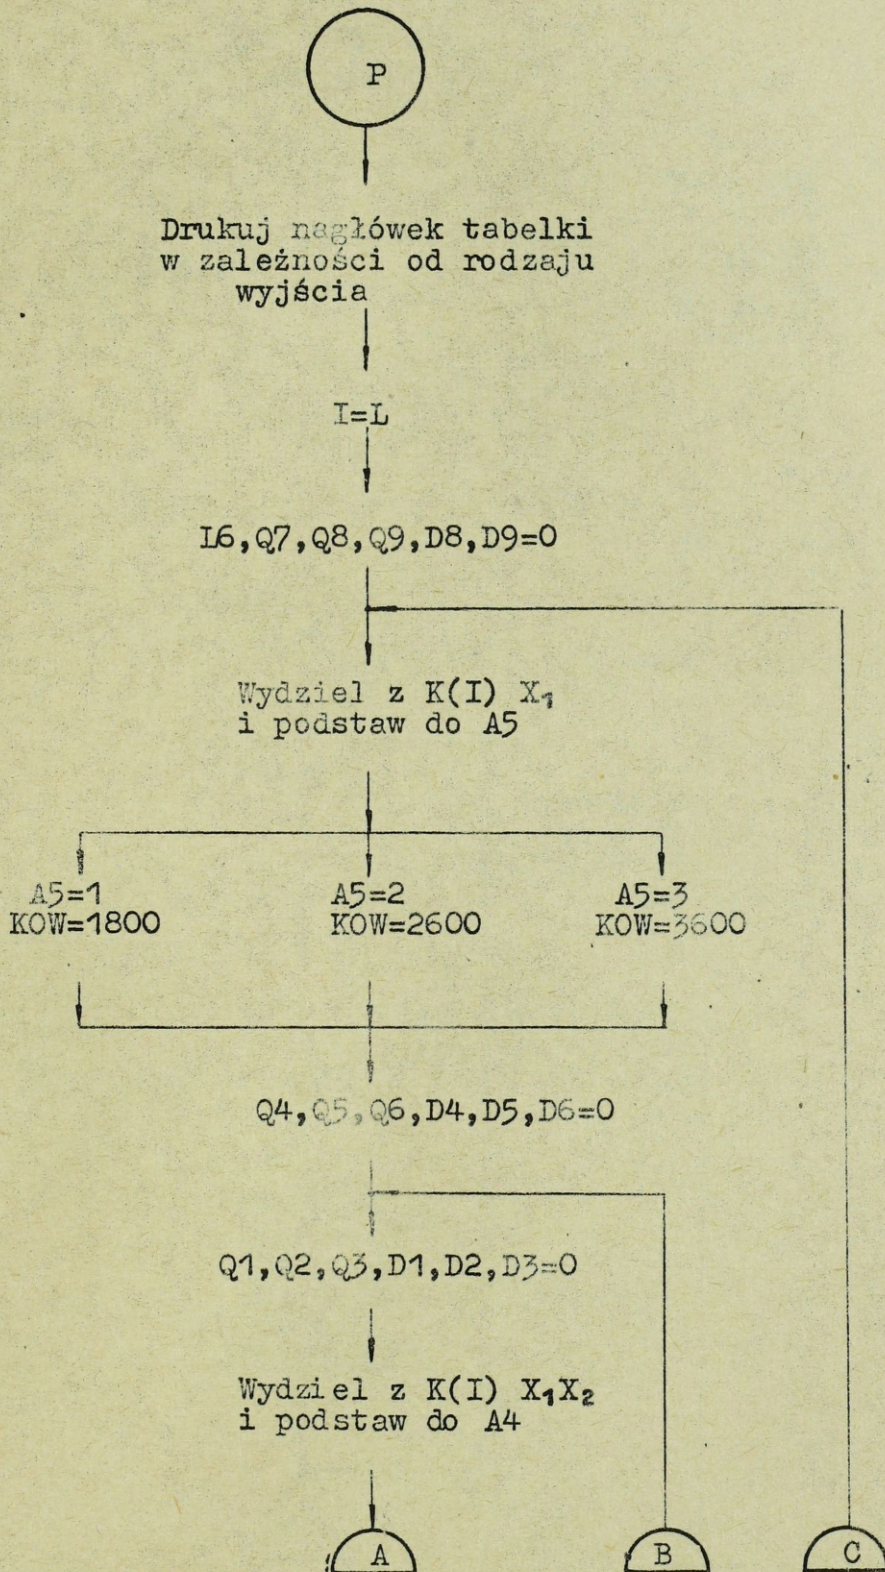 P
Drukuj nagłówek tabelki
w zależności od rodzaju
wyjścia
I=L
L6,Q7,Q8,Q9,D8,D9=0
Wydziel z K(I) X₁
i podstaw do A5
A5=1 A5=2 A5=3
KOW=1800 KOW=2600 KOW=3600
Q4,Q5,Q6,D4,D5,D6=0
Q1,Q2,Q3,D1,D2,D3=0
Wydziel z K(I) X₁X₂
i podstaw do A4
A B C